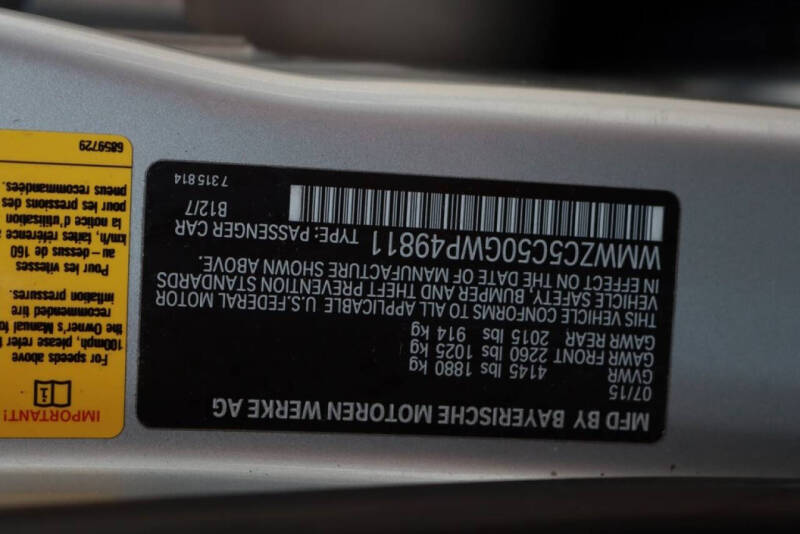 MFD BY BAYERISCHE MOTOREN WERKE AG
07/15
GVWR 4145 lbs 1880 kg
GAWR FRONT 2260 lbs 1025 kg
GAWR REAR 2015 lbs 914 kg
THIS VEHICLE CONFORMS TO ALL APPLICABLE U.S.FEDERAL MOTOR
VEHICLE SAFETY, BUMPER AND THEFT PREVENTION STANDARDS
IN EFFECT ON THE DATE OF MANUFACTURE SHOWN ABOVE.
WMWZC5C50GWP49811 TYPE: PASSENGER CAR
B12/7
7315814
IMPORTANT!
For speeds above
100mph, please refer
the Owner's Manual
recommended tire
inflation pressures.
Pour les vitesses
au - dessus de 160
km/h, faites référence
la notice d'utilisation
pour les pressions des
pneus recommandées.
6859729